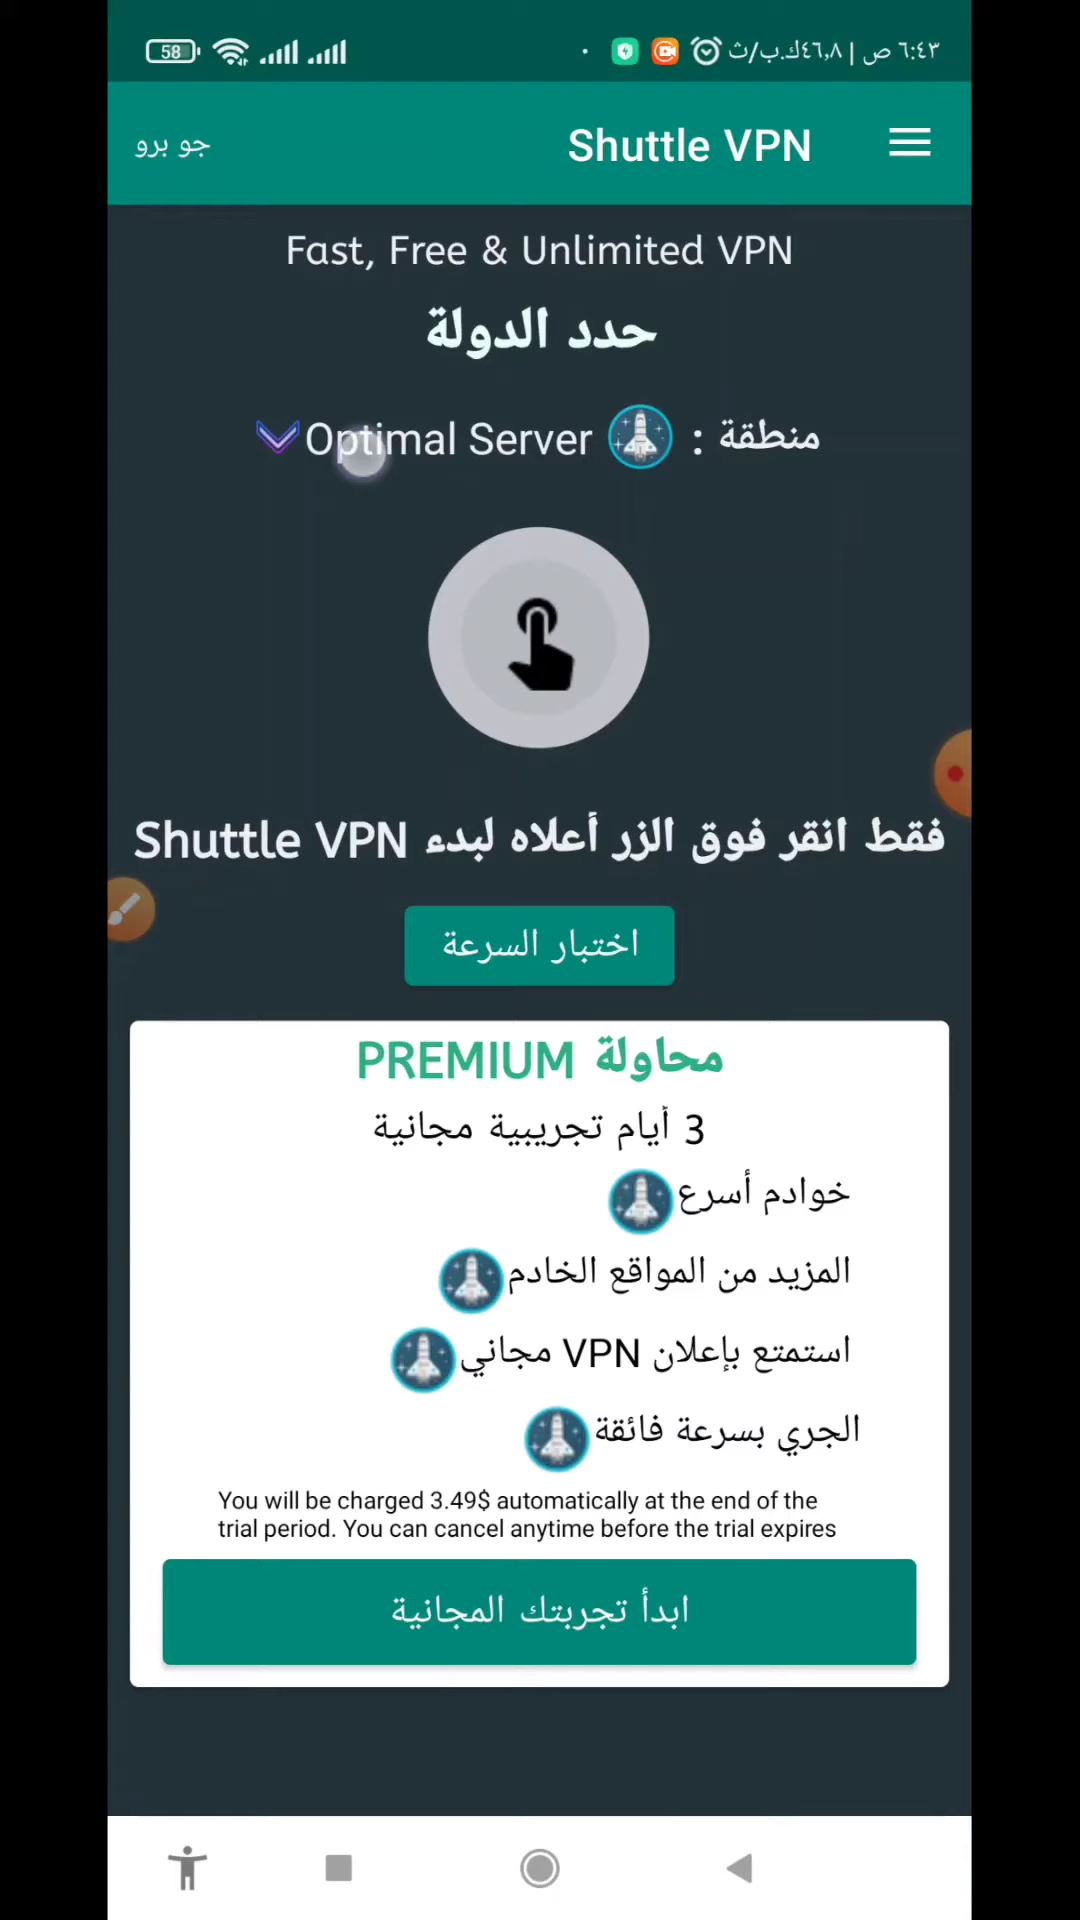 ٦:٤٣ ص | ٤٦,٨ك.ب/ث
58
Shuttle VPN
جو برو
Fast, Free & Unlimited VPN
حدد الدولة
منطقة : Optimal Server
فقط انقر فوق الزر أعلاه لبدء Shuttle VPN
اختبار السرعة
محاولة PREMIUM
3 أيام تجريبية مجانية
خوادم أسرع
المزيد من المواقع الخادم
استمتع بإعلان VPN مجاني
الجري بسرعة فائقة
You will be charged 3.49$ automatically at the end of the
trial period. You can cancel anytime before the trial expires
ابدأ تجربتك المجانية